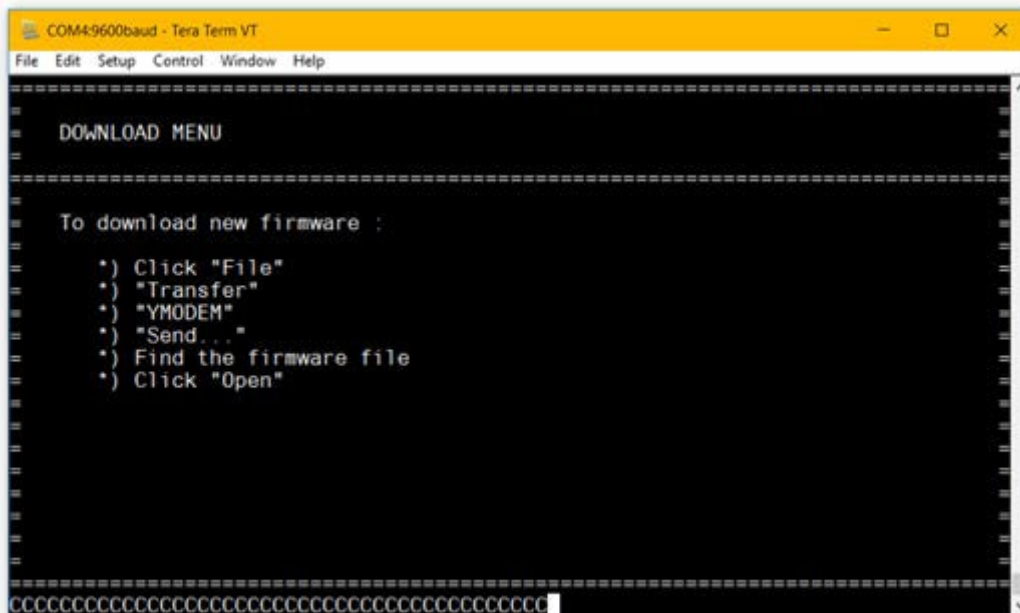 COM4:9600baud - Tera Term VT
File Edit Setup Control Window Help
================================================================================
=                                                                              =
=    DOWNLOAD MENU                                                             =
=                                                                              =
================================================================================
=                                                                              =
=    To download new firmware :                                                =
=                                                                              =
=       *) Click "File"                                                        =
=       *) "Transfer"                                                          =
=       *) "YMODEM"                                                            =
=       *) "Send..."                                                           =
=       *) Find the firmware file                                              =
=       *) Click "Open"                                                        =
=                                                                              =
=                                                                              =
=                                                                              =
=                                                                              =
=                                                                              =
=                                                                              =
=                                                                              =
=                                                                              =
================================================================================
CCCCCCCCCCCCCCCCCCCCCCCCCCCCCCCCCCCCCCCCCCC